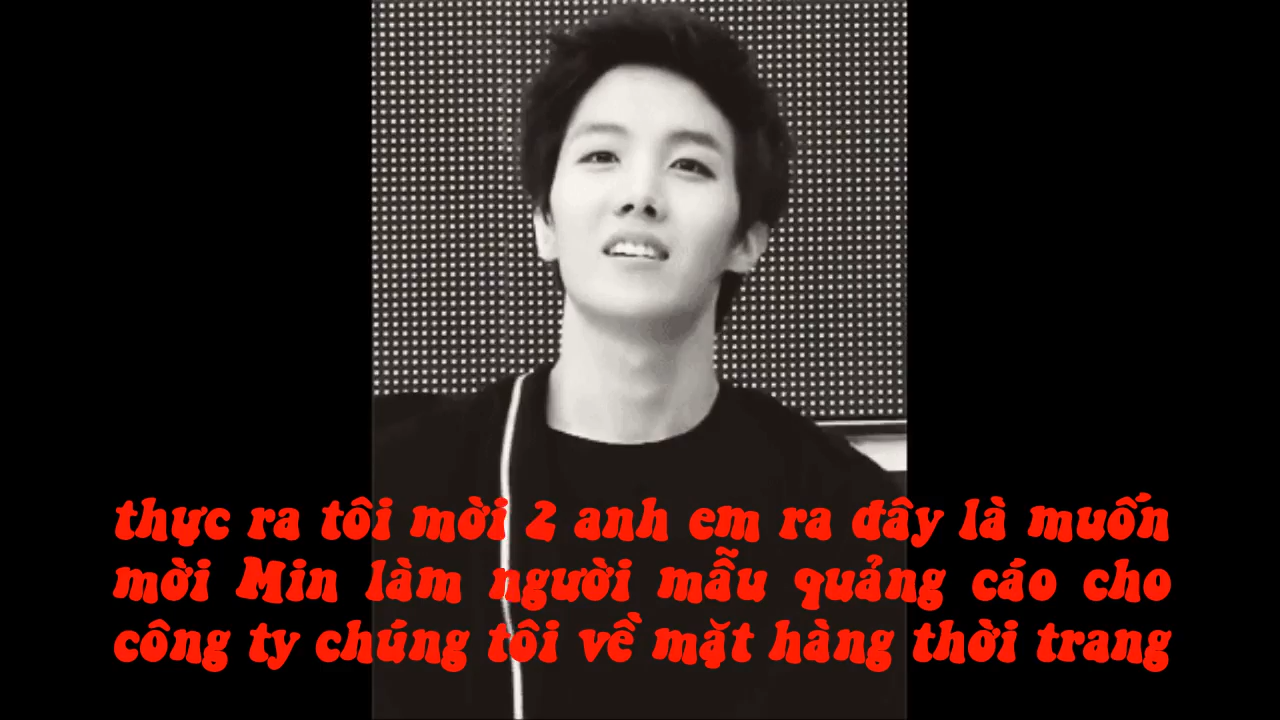 thực ra tôi mời 2 anh em ra đây là muốn
mời Min làm người mẫu quảng cáo cho
công ty chúng tôi về mặt hàng thời trang